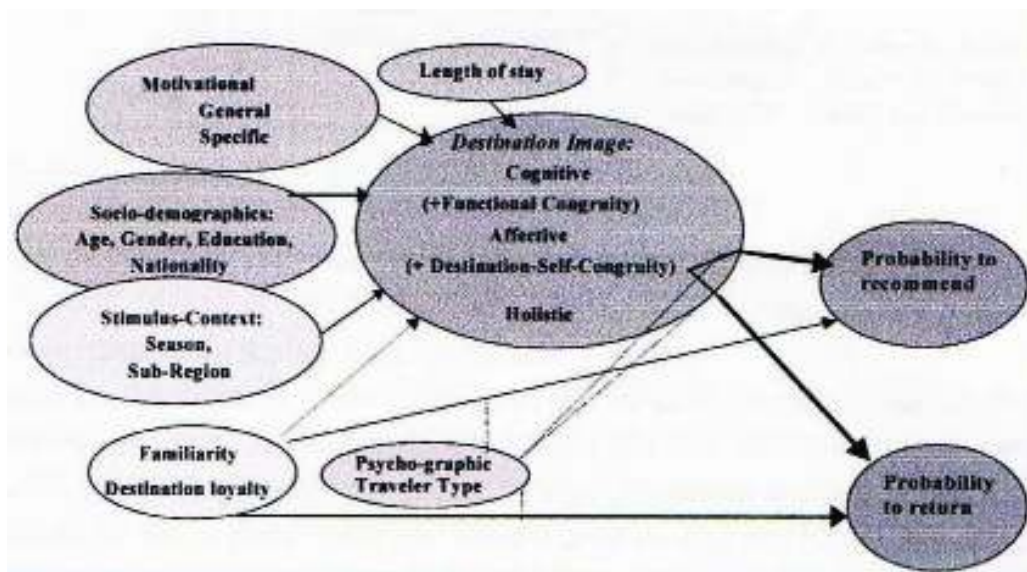 Motivational
General
Specific
Length of stay
Destination Image:
Cognitive
(+Functional Congruity)
Affective
(+ Destination-Self-Congruity)
Holistic
Socio-demographics:
Age, Gender, Education,
Nationality
Stimulus-Context:
Season,
Sub-Region
Familiarity
Destination loyalty
Psycho-graphic
Traveler Type
Probability to
recommend
Probability
to return